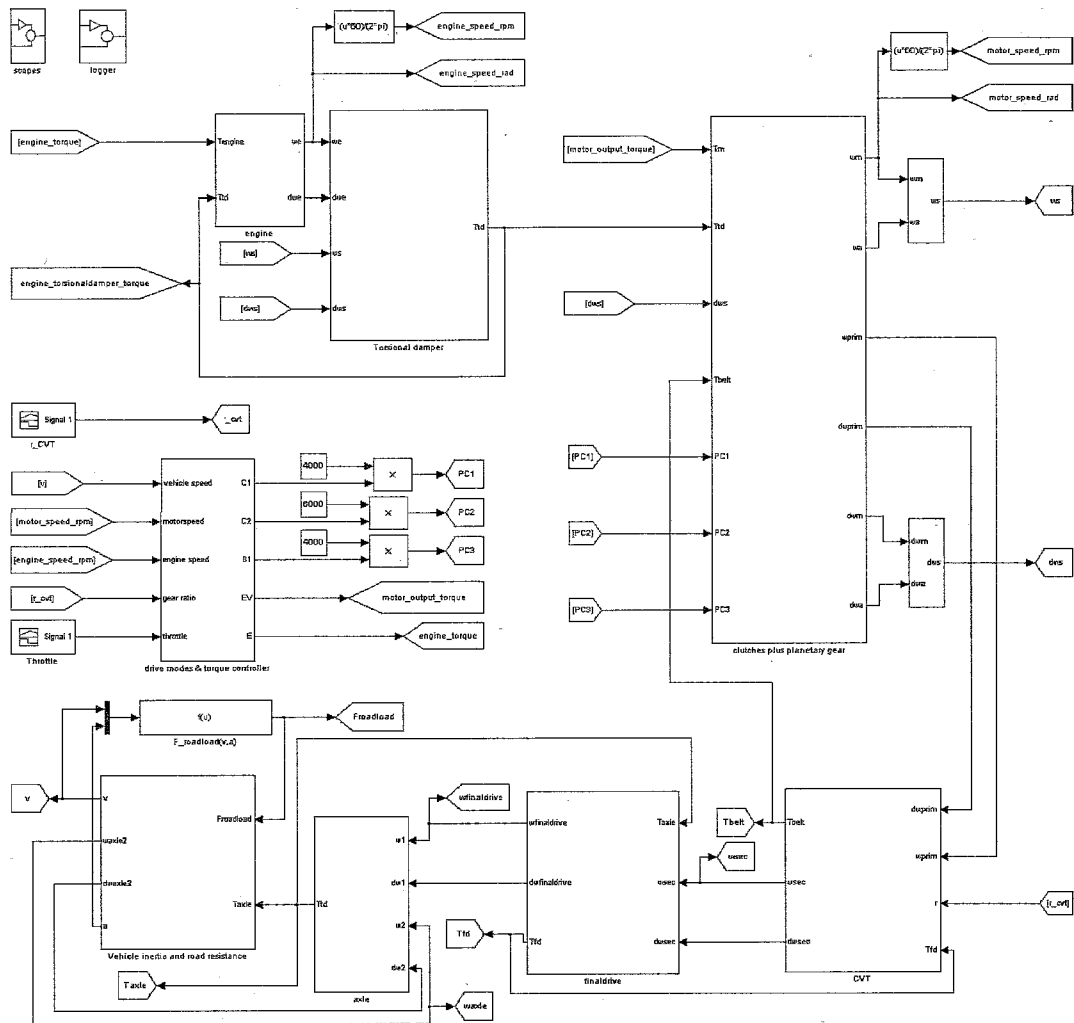 scopes
logger
(u*60)/(2*pi)
engine_speed_rpm
engine_speed_rad
[engine_torque]
Tengine
we
Ttd
dwe
engine
we
dwe
[ws]
ws
[dws]
dws
Ttd
Torsional damper
engine_torsionaldamper_torque
(u*60)/(2*pi)
motor_speed_rpm
motor_speed_rad
[motor_output_torque]
Tm
Ttd
[dws]
dws
Tbelt
[PC1]
PC1
[PC2]
PC2
[PC3]
PC3
wm
wa
wprim
dwprim
dwm
dwa
clutches plus planetary gear
wm
wa
ws
ws
dwm
dwa
dws
dws
Signal 1
r_CVT
r_cvt
[v]
vehicle speed
[motor_speed_rpm]
motorspeed
[engine_speed_rpm]
engine speed
[r_cvt]
gear ratio
Signal 1
throttle
Throttle
C1
C2
B1
EV
E
drive modes & torque controller
4000
×
PC1
6000
×
PC2
4000
×
PC3
motor_output_torque
engine_torque
f(u)
F_roadload(v,a)
Froadload
v
v
waxle2
dwaxle2
a
Froadload
Taxle
Vehicle inertia and road resistance
Taxle
Ttd
w1
dw1
w2
dw2
axle
wfinaldrive
waxle
Tfd
wfinaldrive
dwfinaldrive
Tfd
Taxle
wsec
dwsec
finaldrive
Tbelt
wsec
Tbelt
wsec
dwsec
dwprim
wprim
r
Tfd
CVT
[r_cvt]